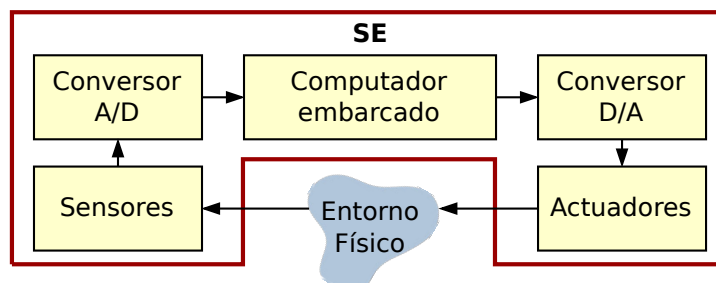 SE
Conversor
A/D
Computador
embarcado
Conversor
D/A
Sensores
Entorno
Físico
Actuadores